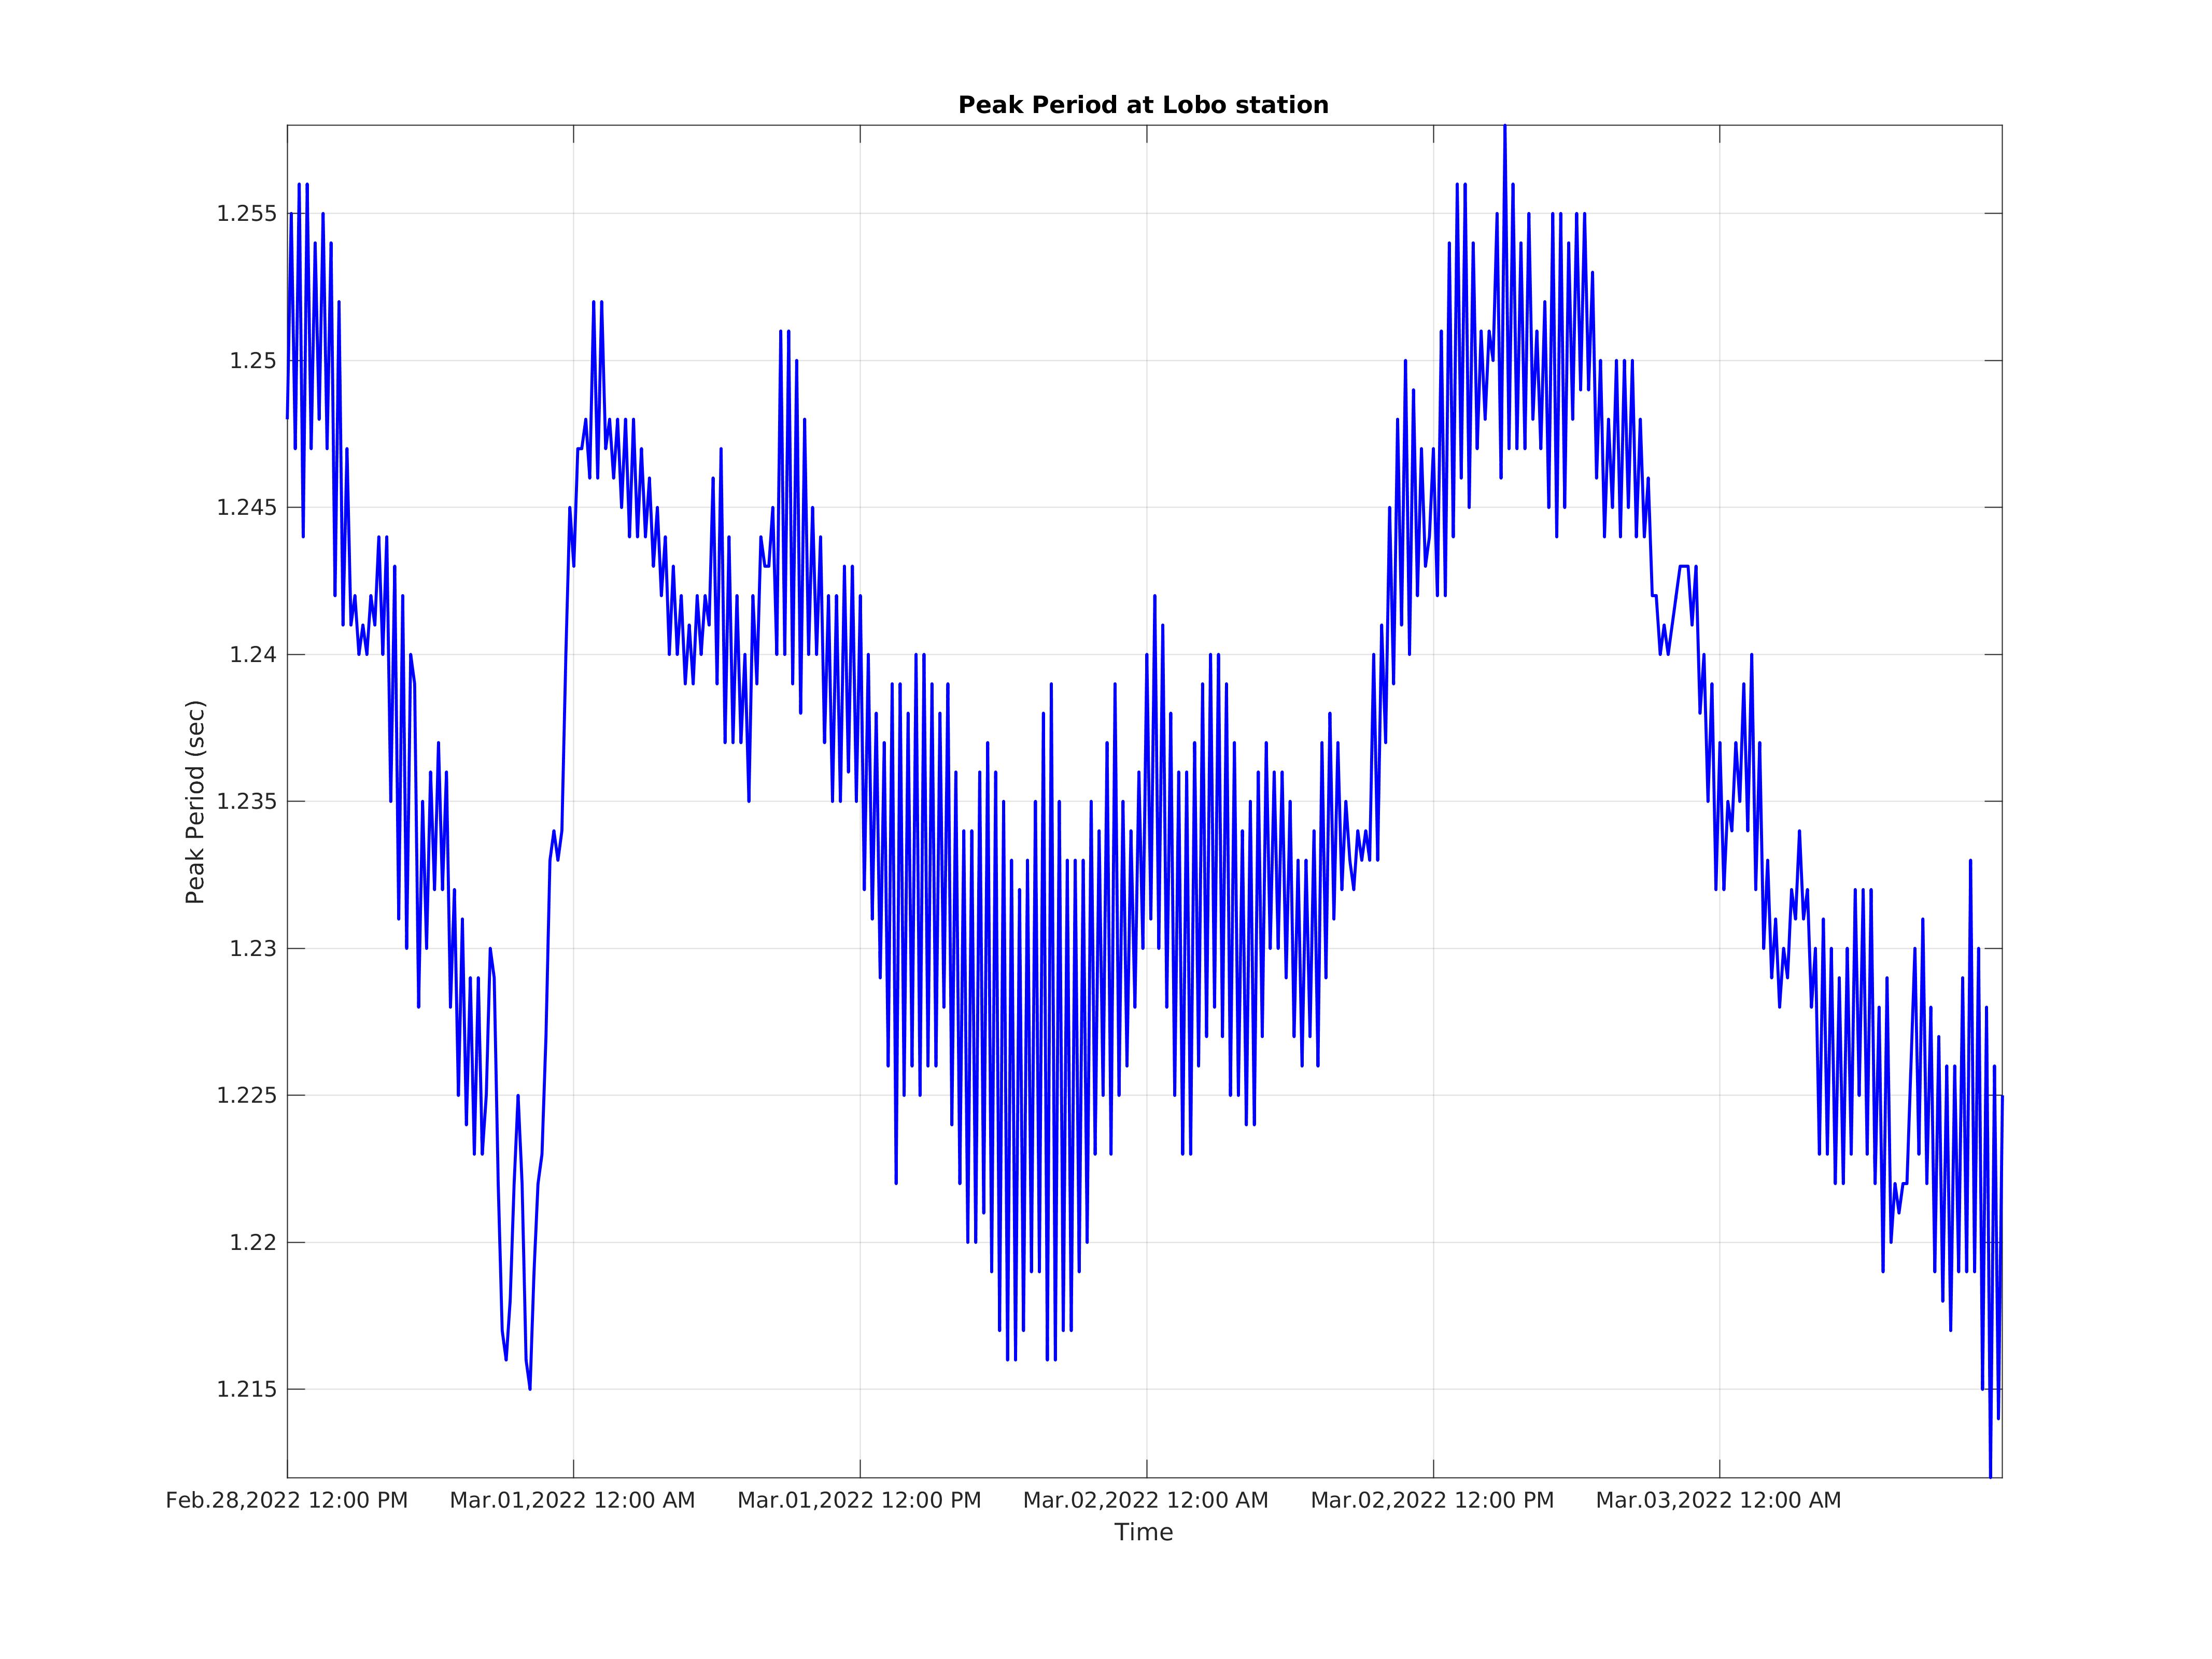 Peak Period at Lobo station
Peak Period (sec)
1.255
1.25
1.245
1.24
1.235
1.23
1.225
1.22
1.215
Feb.28,2022 12:00 PM
Mar.01,2022 12:00 AM
Mar.01,2022 12:00 PM
Mar.02,2022 12:00 AM
Mar.02,2022 12:00 PM
Mar.03,2022 12:00 AM
Time